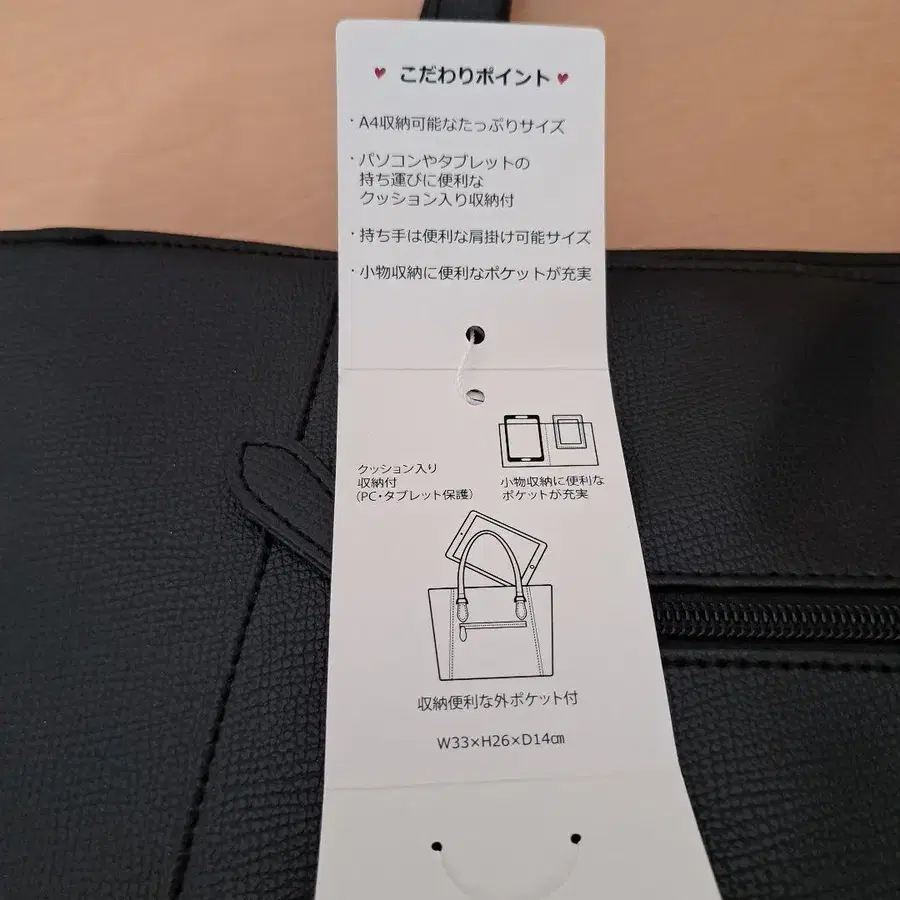 ♥ こだわりポイント ♥
・A4収納可能なたっぷりサイズ
・パソコンやタブレットの
持ち運びに便利な
クッション入り収納付
・持ち手は便利な肩掛け可能サイズ
・小物収納に便利なポケットが充実
クッション入り
収納付
(PC・タブレット保護)
小物収納に便利な
ポケットが充実
収納便利な外ポケット付
W33×H26×D14㎝